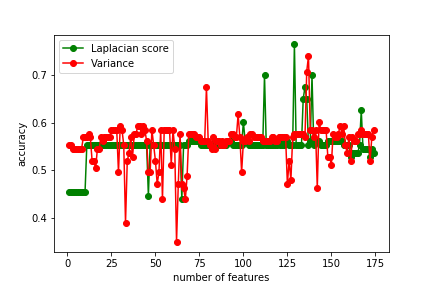 Laplacian score
Variance
accuracy
0.7
0.6
0.5
0.4
0 25 50 75 100 125 150 175
number of features